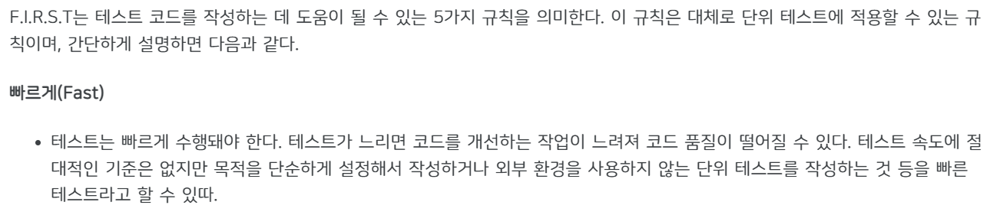 F.I.R.S.T는 테스트 코드를 작성하는 데 도움이 될 수 있는 5가지 규칙을 의미한다. 이 규칙은 대체로 단위 테스트에 적용할 수 있는 규
칙이며, 간단하게 설명하면 다음과 같다.
빠르게(Fast)
• 테스트는 빠르게 수행돼야 한다. 테스트가 느리면 코드를 개선하는 작업이 느려져 코드 품질이 떨어질 수 있다. 테스트 속도에 절
대적인 기준은 없지만 목적을 단순하게 설정해서 작성하거나 외부 환경을 사용하지 않는 단위 테스트를 작성하는 것 등을 빠른
테스트라고 할 수 있따.